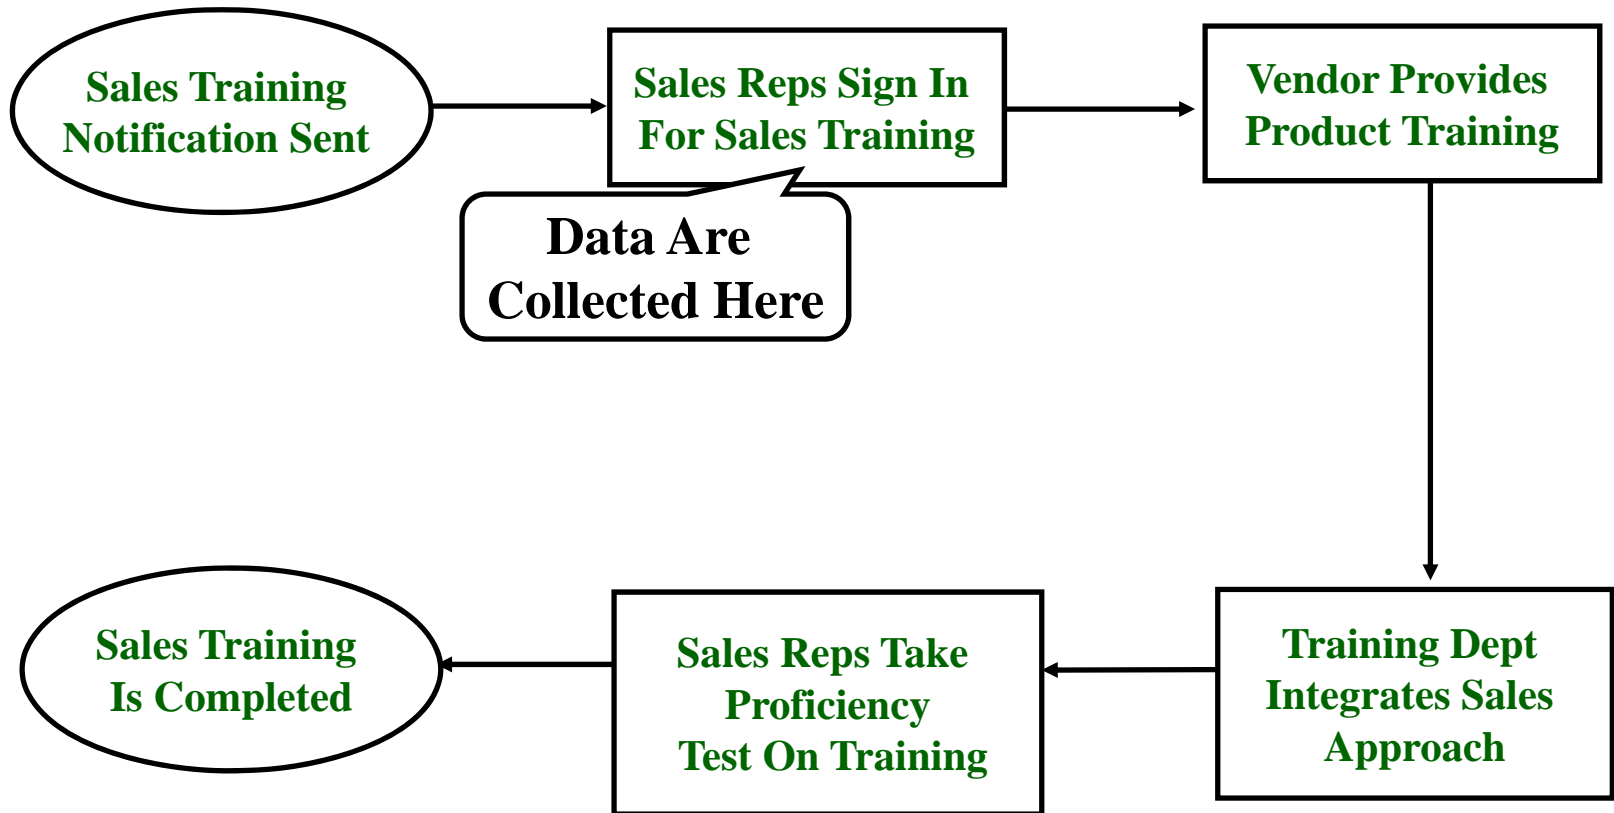 Sales Training
Notification Sent
Sales Reps Sign In
For Sales Training
Vendor Provides
Product Training
Data Are
Collected Here
Training Dept
Integrates Sales
Approach
Sales Reps Take
Proficiency
Test On Training
Sales Training
Is Completed